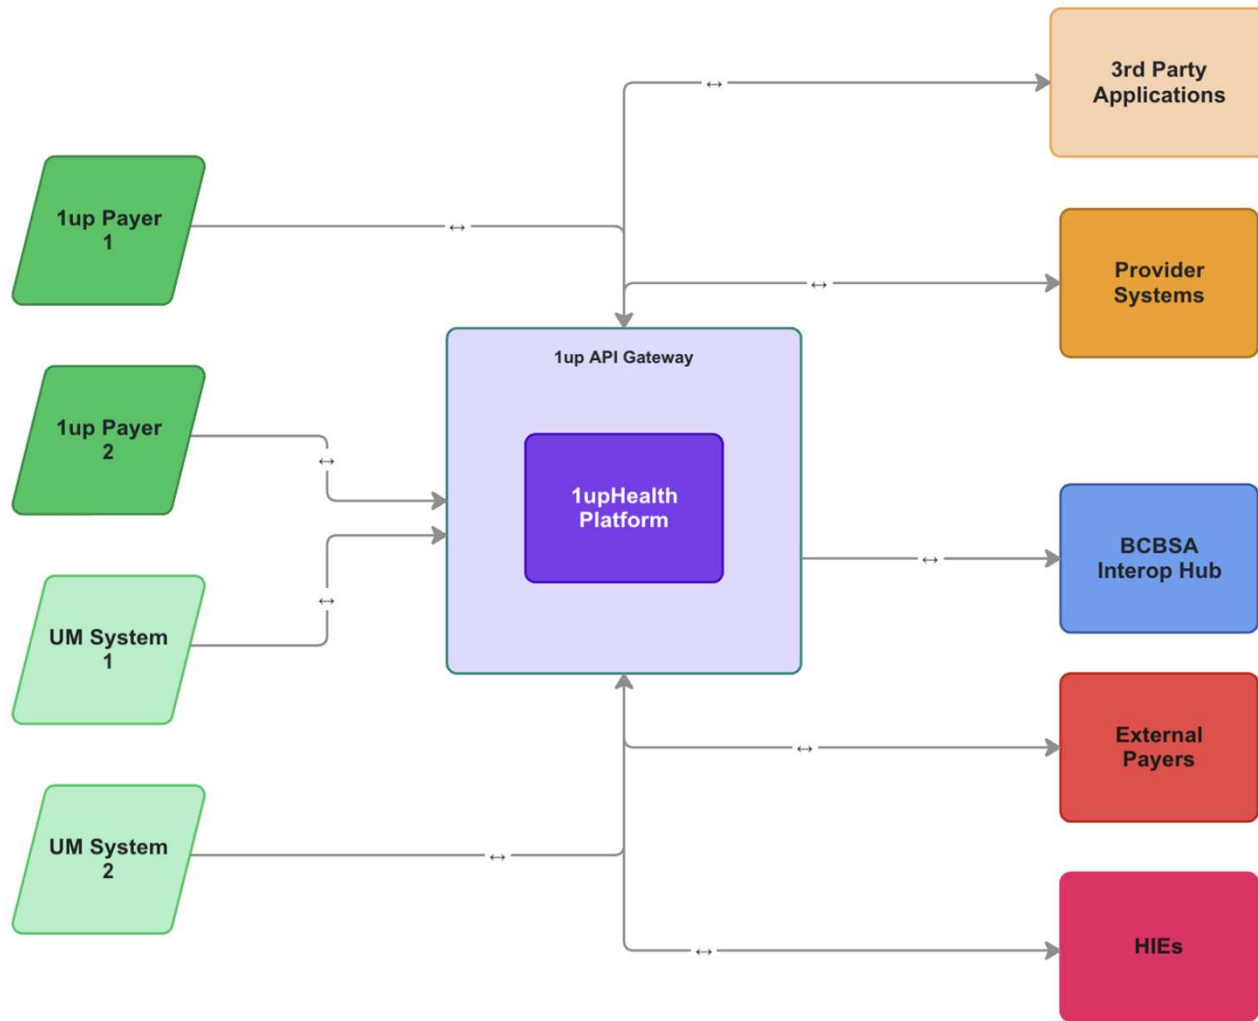 3rd Party
Applications
1up Payer
1
↔
↔
Provider
Systems
↔
1up API Gateway
1up Payer
2
↔
1upHealth
Platform
BCBSA
Interop Hub
↔
UM System
1
↔
External
Payers
↔
UM System
2
↔
HIEs
↔